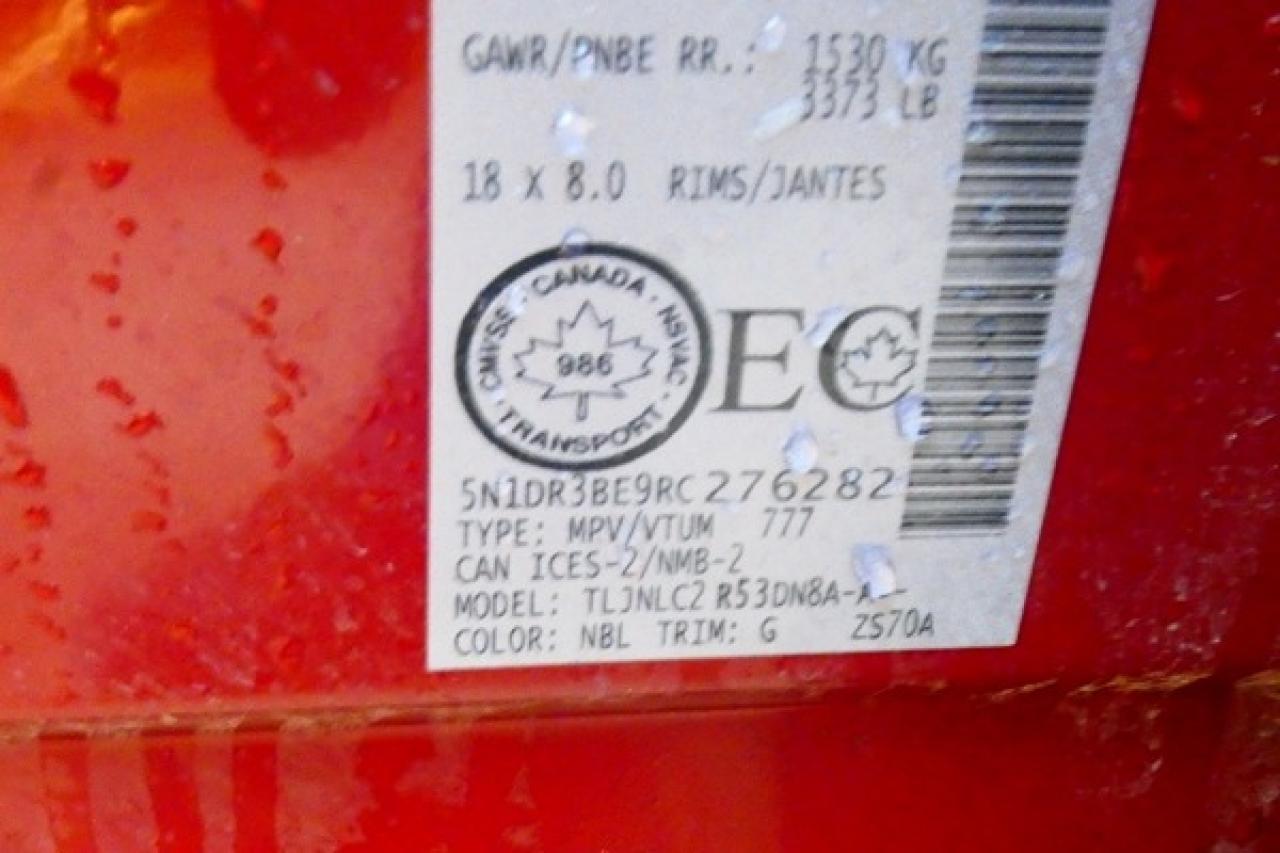 GAWR/PNBE RR.: 1530 KG
3373 LB
18 X 8.0 RIMS/JANTES
CANADA · NSVAC · TRANSPORT · CMVSS ·
986
EC
5N1DR3BE9RC276282
TYPE: MPV/VTUM 777
CAN ICES-2/NMB-2
MODEL: TLJNLC2 R53DN8A-A--
COLOR: NBL TRIM: G ZS70A